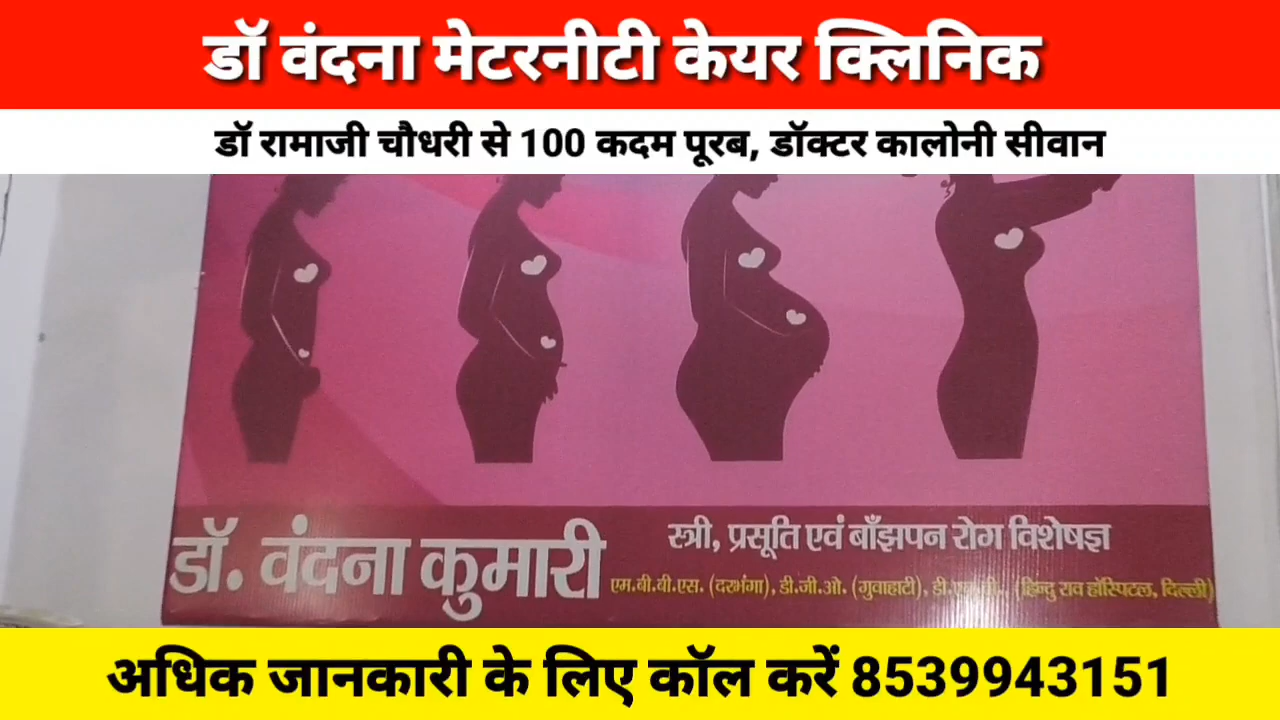 डॉ वंदना मेटरनीटी केयर क्लिनिक
डॉ रामाजी चौधरी से 100 कदम पूरब, डॉक्टर कालोनी सीवान
डॉ. वंदना कुमारी
स्त्री, प्रसूति एवं बाँझपन रोग विशेषज्ञ
एम.बी.बी.एस. (दरभंगा), डी.जी.ओ. (गुवाहाटी), (हिन्दु राव हॉस्पिटल, दिल्ली)
अधिक जानकारी के लिए कॉल करें 8539943151